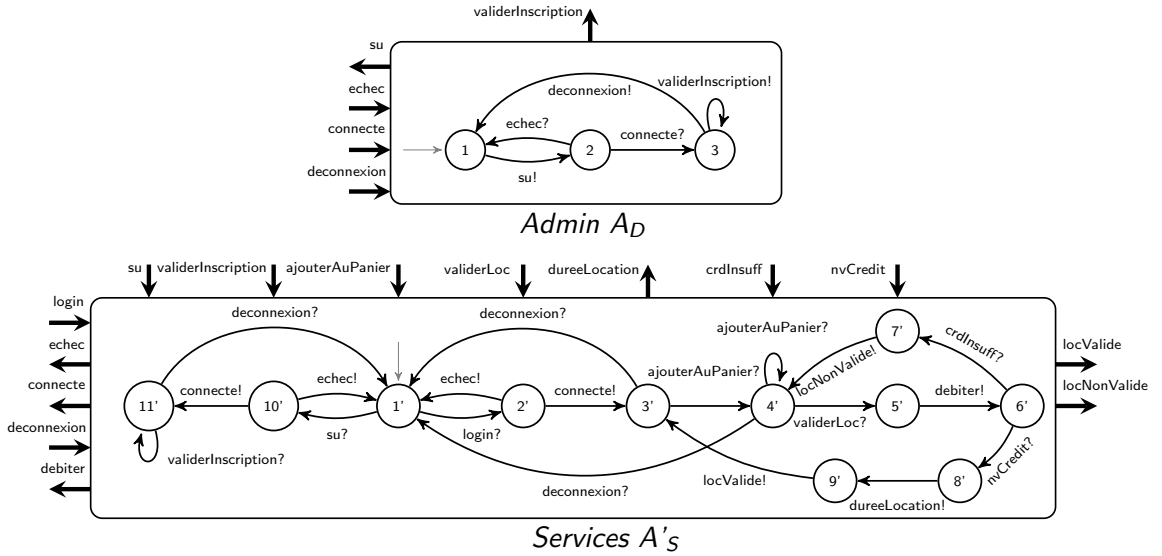 validerInscription
su
echec
connecte
deconnexion
validerInscription!
deconnexion!
echec?
connecte?
1
2
3
su!
Admin A_D
su
validerInscription
ajouterAuPanier
validerLoc
dureeLocation
crdInsuff
nvCredit
login
echec
connecte
deconnexion
debiter
locValide
locNonValide
deconnexion?
deconnexion?
ajouterAuPanier?
7'
crdInsuff?
locNonValide!
ajouterAuPanier?
connecte!
echec!
echec!
connecte!
debiter!
11'
10'
1'
2'
3'
4'
5'
6'
su?
login?
validerLoc?
validerInscription?
nvCredit?
locValide!
9'
8'
deconnexion?
dureeLocation!
Services A'_S